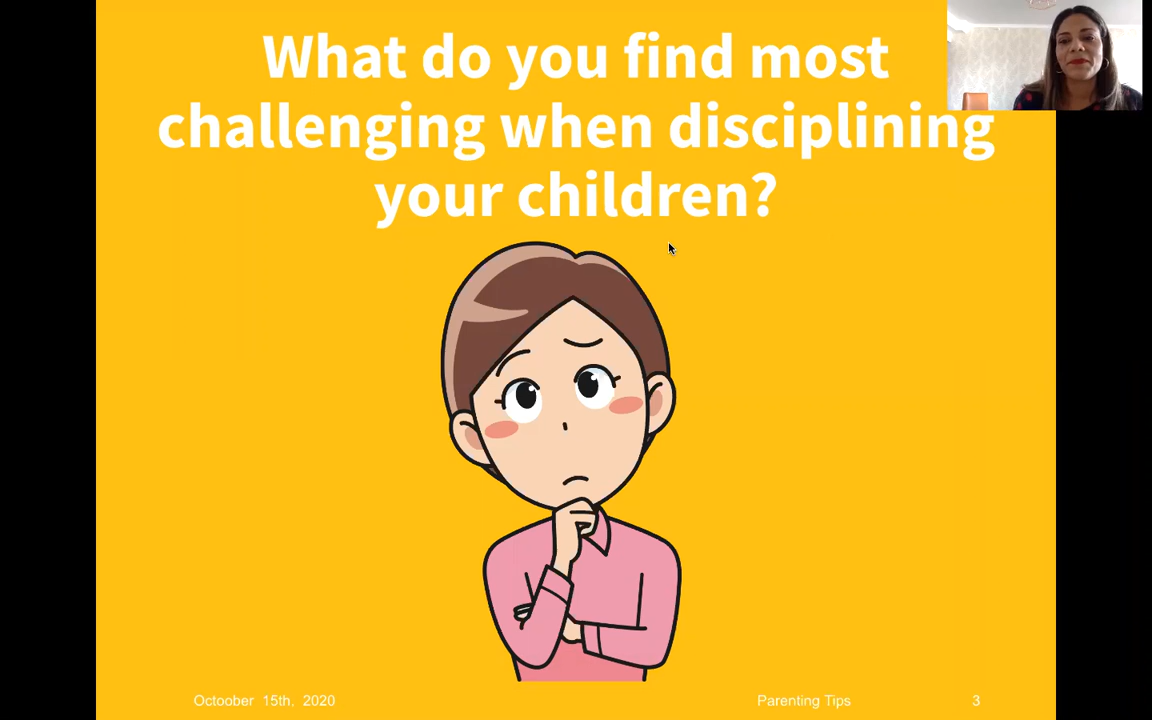 What do you find most
challenging when disciplining
your children?
Octoober 15th, 2020
Parenting Tips
3